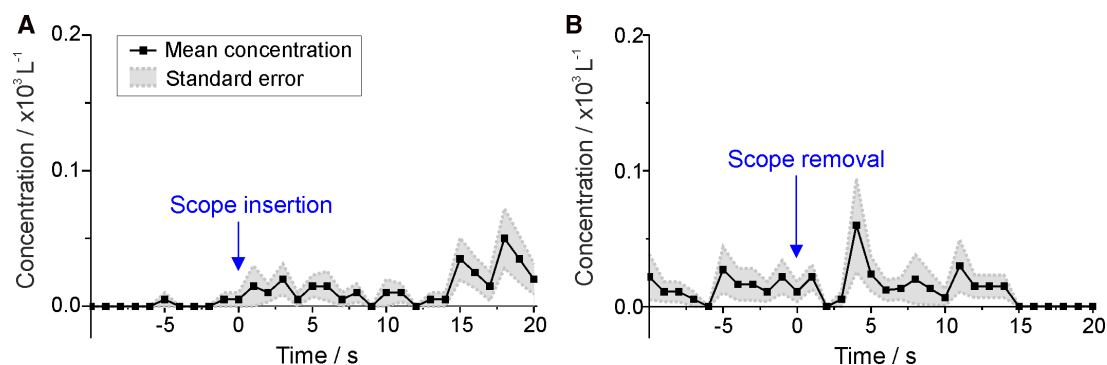 A
Concentration / x10³ L⁻¹
0.2
0.1
0.0
Mean concentration
Standard error
Scope insertion
-5
0
5
10
15
20
Time / s
B
Concentration / x10³ L⁻¹
0.2
0.1
0.0
Scope removal
-5
0
5
10
15
20
Time / s